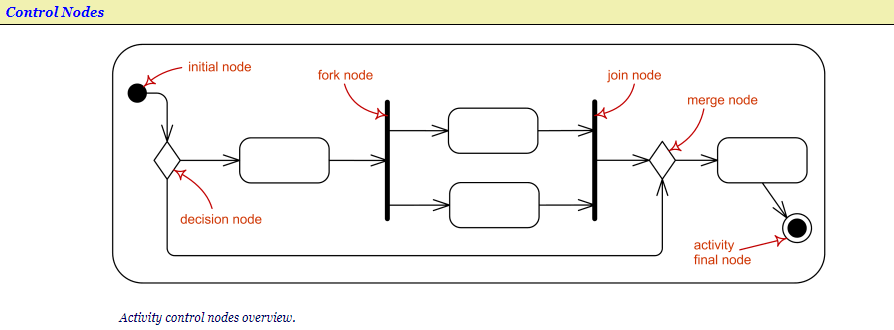 Control Nodes
initial node
fork node
join node
merge node
decision node
activity
final node
Activity control nodes overview.